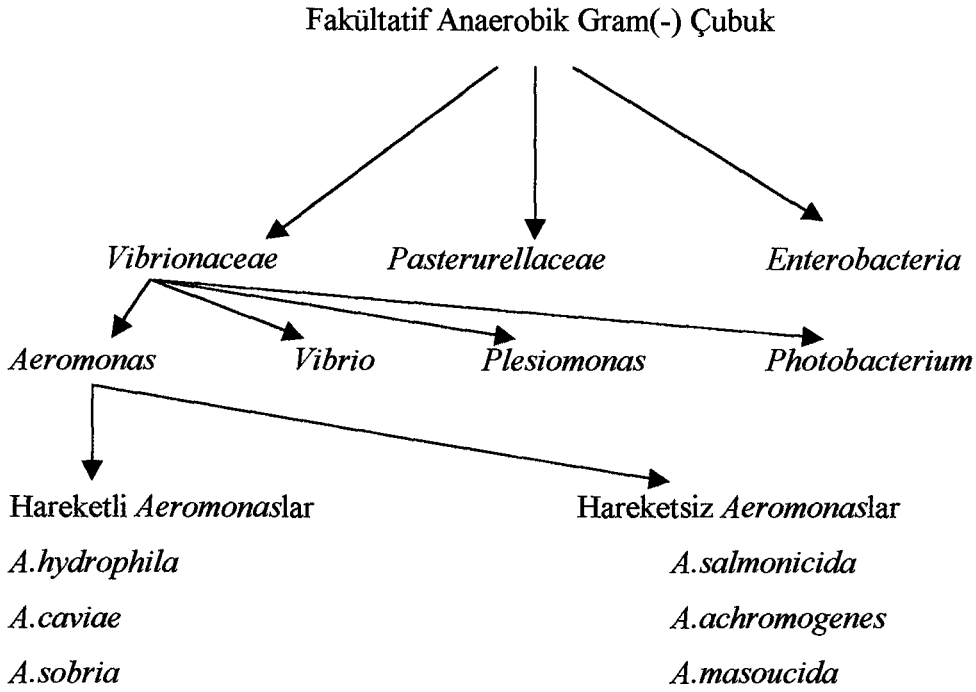 Fakültatif Anaerobik Gram(-) Çubuk
Vibrionaceae Pasterurellaceae Enterobacteria
Aeromonas Vibrio Plesiomonas Photobacterium
Hareketli Aeromonaslar Hareketsiz Aeromonaslar
A.hydrophila A.salmonicida
A.caviae A.achromogenes
A.sobria A.masoucida